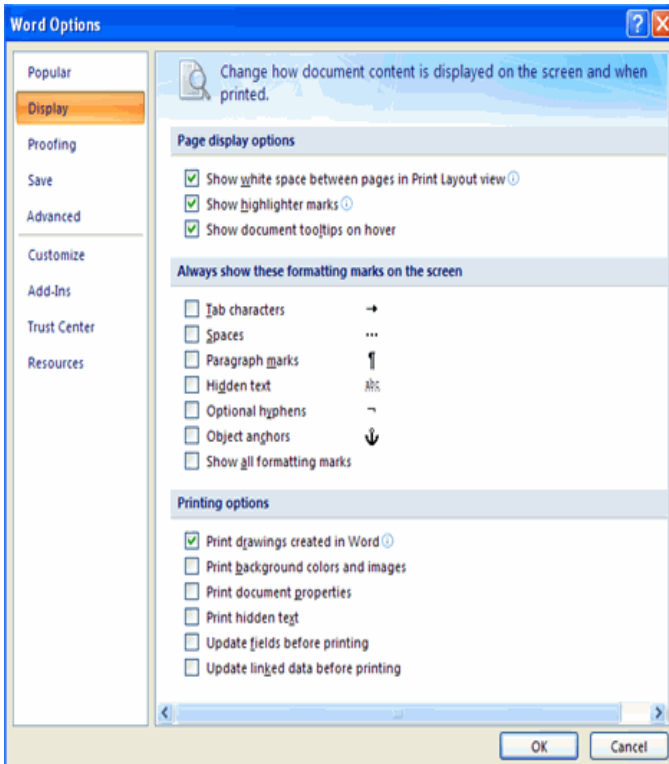 Word Options
Popular
Display
Proofing
Save
Advanced
Customize
Add-Ins
Trust Center
Resources
Change how document content is displayed on the screen and when
printed.
Page display options
Show white space between pages in Print Layout view
Show highlighter marks
Show document tooltips on hover
Always show these formatting marks on the screen
Tab characters →
Spaces ...
Paragraph marks ¶
Hidden text abc
Optional hyphens ¬
Object anchors
Show all formatting marks
Printing options
Print drawings created in Word
Print background colors and images
Print document properties
Print hidden text
Update fields before printing
Update linked data before printing
OK Cancel